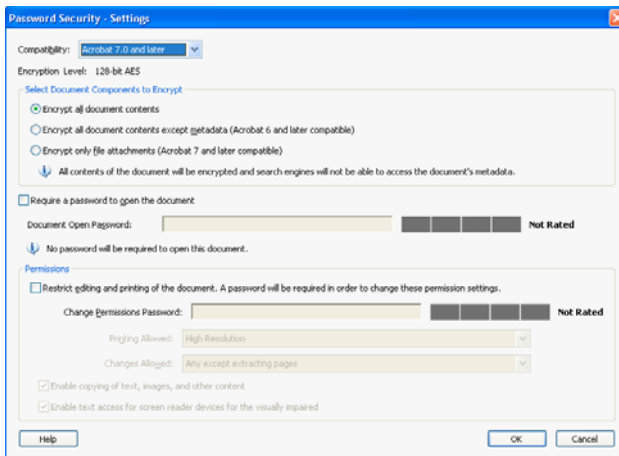 Password Security - Settings
Compatibility: Acrobat 7.0 and later
Encryption Level: 128-bit AES
Select Document Components to Encrypt
Encrypt all document contents
Encrypt all document contents except metadata (Acrobat 6 and later compatible)
Encrypt only file attachments (Acrobat 7 and later compatible)
All contents of the document will be encrypted and search engines will not be able to access the document's metadata.
Require a password to open the document
Document Open Password: Not Rated
No password will be required to open this document.
Permissions
Restrict editing and printing of the document. A password will be required in order to change these permission settings.
Change Permissions Password: Not Rated
Printing Allowed: High Resolution
Changes Allowed: Any except extracting pages
Enable copying of text, images, and other content
Enable text access for screen reader devices for the visually impaired
Help OK Cancel